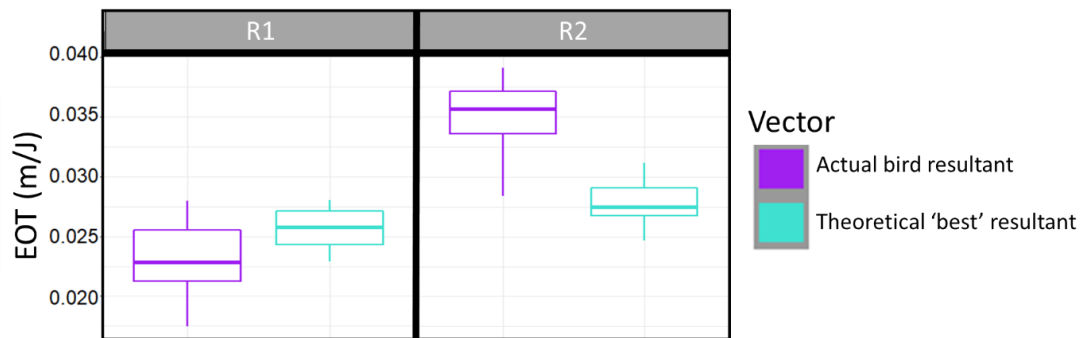 R1
R2
0.040
0.035
0.030
0.025
0.020
EOT (m/J)
Vector
Actual bird resultant
Theoretical ‘best’ resultant